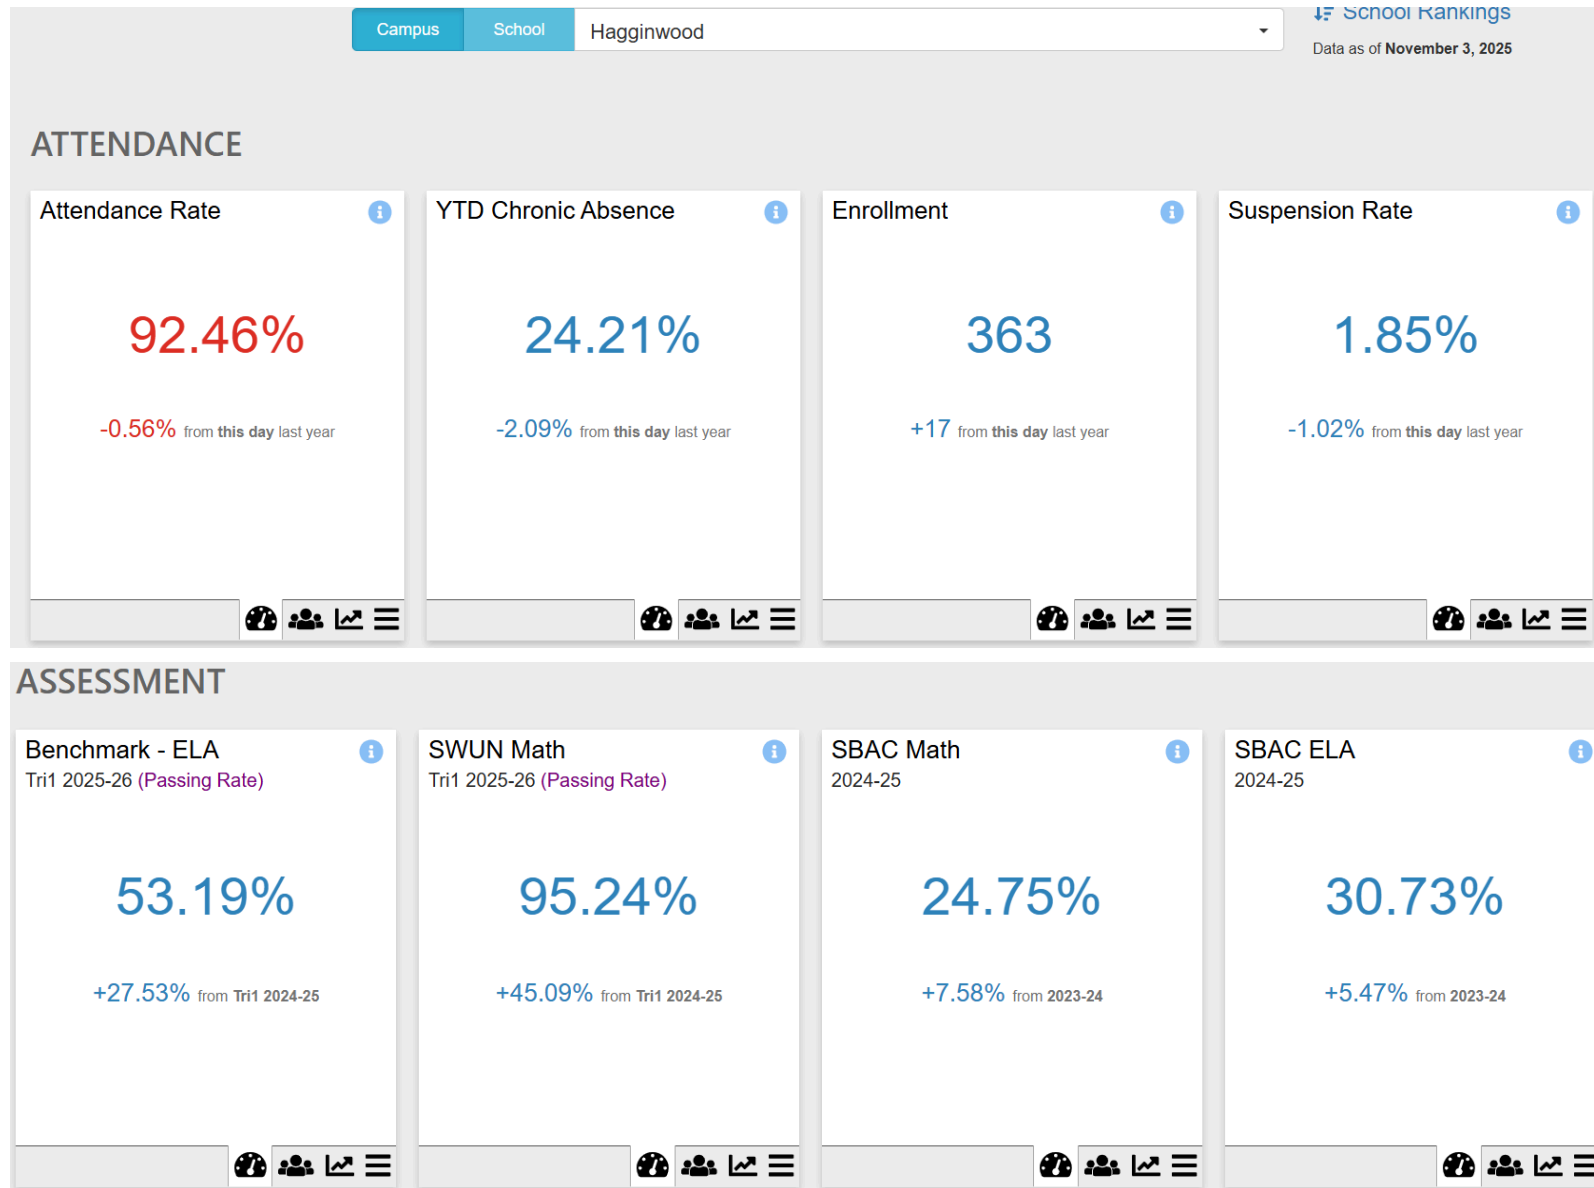 Campus School Hagginwood
School Rankings
Data as of November 3, 2025
ATTENDANCE
Attendance Rate
92.46%
-0.56% from this day last year
YTD Chronic Absence
24.21%
-2.09% from this day last year
Enrollment
363
+17 from this day last year
Suspension Rate
1.85%
-1.02% from this day last year
ASSESSMENT
Benchmark - ELA
Tri1 2025-26 (Passing Rate)
53.19%
+27.53% from Tri1 2024-25
SWUN Math
Tri1 2025-26 (Passing Rate)
95.24%
+45.09% from Tri1 2024-25
SBAC Math
2024-25
24.75%
+7.58% from 2023-24
SBAC ELA
2024-25
30.73%
+5.47% from 2023-24